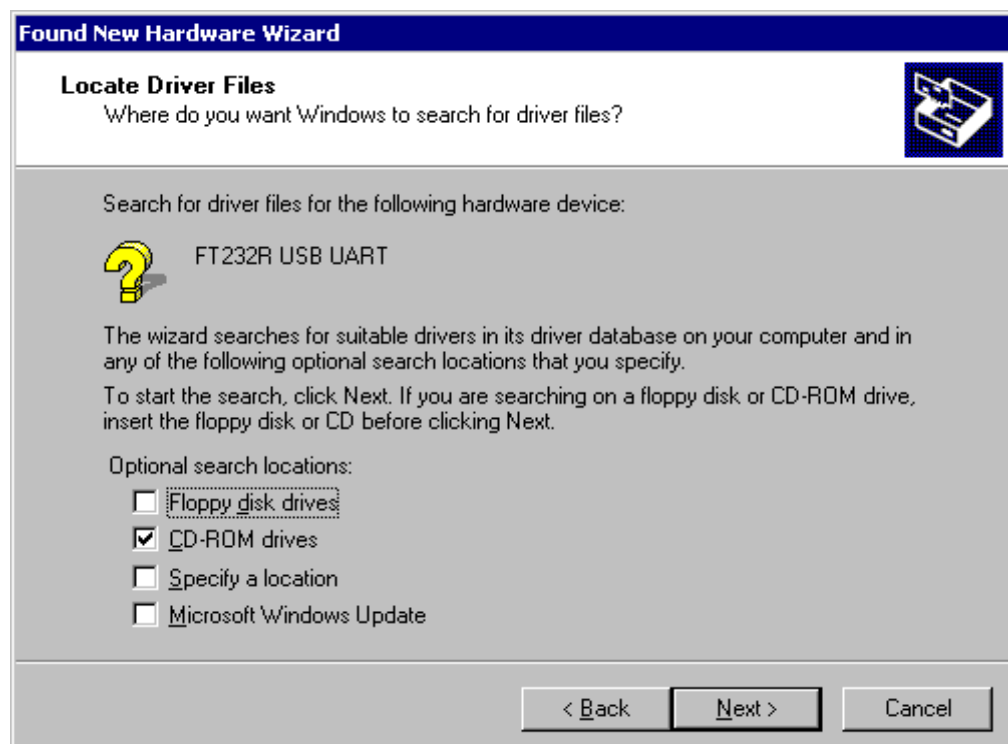 Found New Hardware Wizard
Locate Driver Files
Where do you want Windows to search for driver files?
Search for driver files for the following hardware device:
FT232R USB UART
The wizard searches for suitable drivers in its driver database on your computer and in
any of the following optional search locations that you specify.
To start the search, click Next. If you are searching on a floppy disk or CD-ROM drive,
insert the floppy disk or CD before clicking Next.
Optional search locations:
Floppy disk drives
CD-ROM drives
Specify a location
Microsoft Windows Update
< Back Next > Cancel